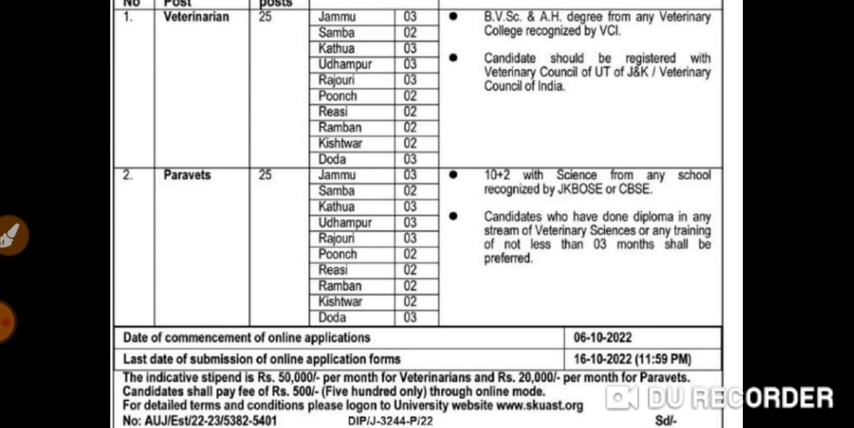 No Post posts
1. Veterinarian 25 Jammu 03 ● B.V.Sc. & A.H. degree from any Veterinary
Samba 02 College recognized by VCI.
Kathua 03
Udhampur 03 ● Candidate should be registered with
Rajouri 03 Veterinary Council of UT of J&K / Veterinary
Poonch 02 Council of India.
Reasi 02
Ramban 02
Kishtwar 02
Doda 03
2. Paravets 25 Jammu 03 ● 10+2 with Science from any school
Samba 02 recognized by JKBOSE or CBSE.
Kathua 03
Udhampur 03 ● Candidates who have done diploma in any
Rajouri 03 stream of Veterinary Sciences or any training
Poonch 02 of not less than 03 months shall be
Reasi 02 preferred.
Ramban 02
Kishtwar 02
Doda 03
Date of commencement of online applications 06-10-2022
Last date of submission of online application forms 16-10-2022 (11:59 PM)
The indicative stipend is Rs. 50,000/- per month for Veterinarians and Rs. 20,000/- per month for Paravets.
Candidates shall pay fee of Rs. 500/- (Five hundred only) through online mode.
For detailed terms and conditions please logon to University website www.skuast.org
No: AUJ/Est/22-23/5382-5401 DIP/J-3244-P/22 Sd/-
DU RECORDER